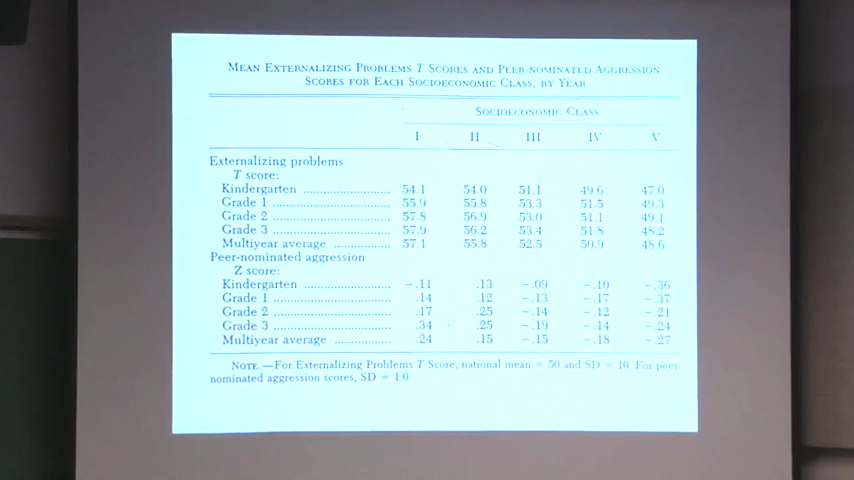 MEAN EXTERNALIZING PROBLEMS T SCORES AND PEER-NOMINATED AGGRESSION
SCORES FOR EACH SOCIOECONOMIC CLASS, BY YEAR
SOCIOECONOMIC CLASS
I II III IV V
Externalizing problems
T score:
Kindergarten ........................... 54.1 54.0 51.1 49.6 47.0
Grade 1 .................................... 55.9 55.8 53.3 51.5 49.3
Grade 2 .................................... 57.8 56.9 53.0 51.1 49.1
Grade 3 .................................... 57.9 56.2 53.4 51.8 48.2
Multiyear average ................. 57.1 55.8 52.5 50.9 48.6
Peer-nominated aggression
Z score:
Kindergarten ........................... -.11 .13 -.09 -.10 -.36
Grade 1 .................................... .14 .12 -.13 -.17 -.37
Grade 2 .................................... .17 .25 -.14 -.12 -.21
Grade 3 .................................... .34 .25 -.19 -.14 -.24
Multiyear average ................. .24 .15 -.15 -.18 -.27
NOTE.—For Externalizing Problems T Score, national mean = 50 and SD = 10. For peer-
nominated aggression scores, SD = 1.0.